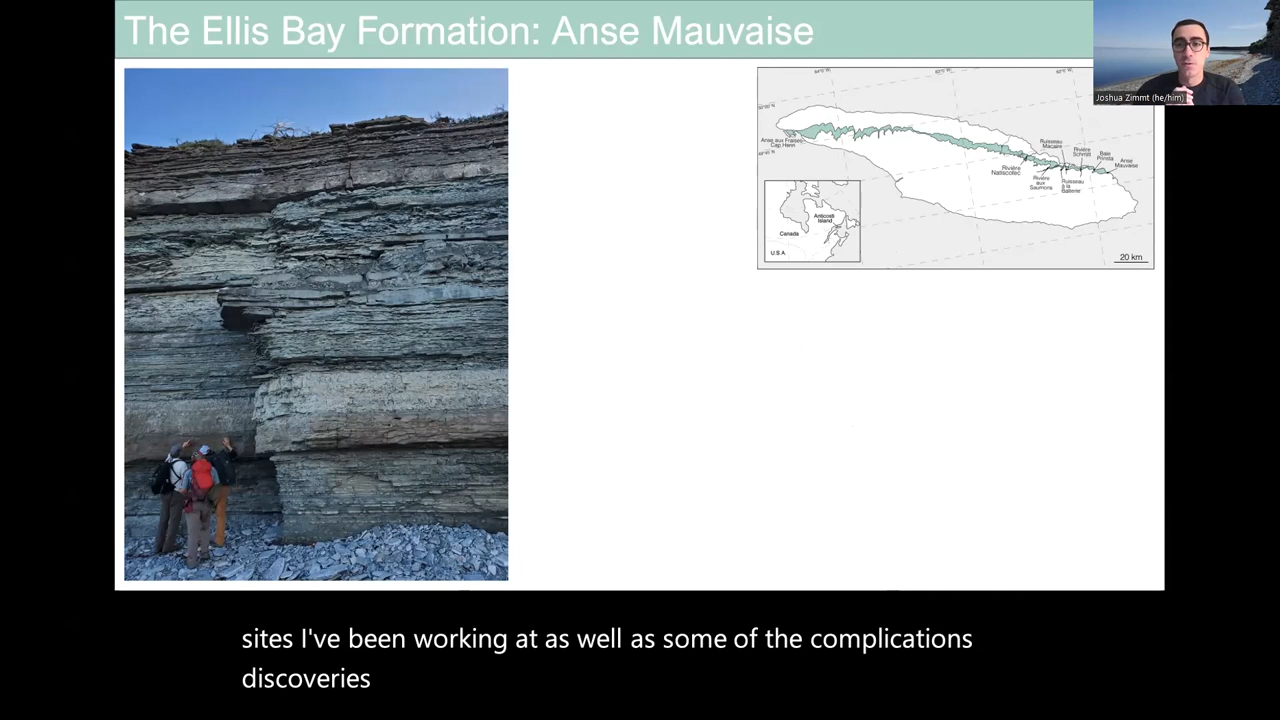 The Ellis Bay Formation: Anse Mauvaise
Joshua Zimmt (he/him)
Anse aux Fraises
Cap Henri
Rivière
Natiscotec
Ruisseau
Macaire
Rivière
Schmitt
Baie
Prinsta
Anse
Mauvaise
Rivière
aux
Saumons
Ruisseau
à la
Batterie
Anticosti
Island
Canada
U.S.A.
20 km
sites I've been working at as well as some of the complications
discoveries